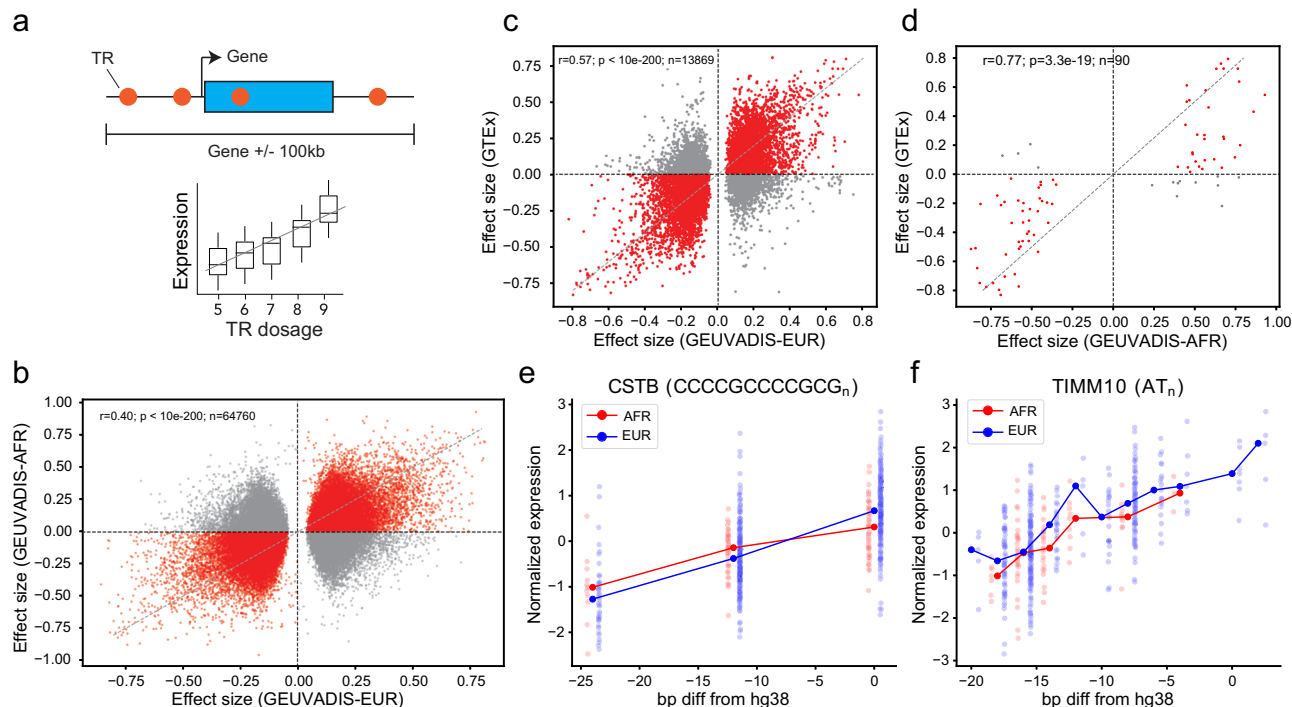 a
TR
Gene
Gene +/- 100kb
Expression
5 6 7 8 9
TR dosage
b
r=0.40; p < 10e-200; n=64760
Effect size (GEUVADIS-AFR)
1.00
0.75
0.50
0.25
0.00
−0.25
−0.50
−0.75
−1.00
−0.75 −0.50 −0.25 0.00 0.25 0.50 0.75
Effect size (GEUVADIS-EUR)
c
r=0.57; p < 10e-200; n=13869
Effect size (GTEx)
0.75
0.50
0.25
0.00
−0.25
−0.50
−0.75
−0.8 −0.6 −0.4 −0.2 0.0 0.2 0.4 0.6 0.8
Effect size (GEUVADIS-EUR)
d
r=0.77; p=3.3e-19; n=90
Effect size (GTEx)
0.8
0.6
0.4
0.2
0.0
−0.2
−0.4
−0.6
−0.8
−0.75 −0.50 −0.25 0.00 0.25 0.50 0.75 1.00
Effect size (GEUVADIS-AFR)
e
CSTB (CCCCGCCCCGCGn)
AFR
EUR
Normalized expression
3
2
1
0
−1
−2
−25 −20 −15 −10 −5 0
bp diff from hg38
f
TIMM10 (ATn)
AFR
EUR
Normalized expression
3
2
1
0
−1
−2
−3
−20 −15 −10 −5 0
bp diff from hg38